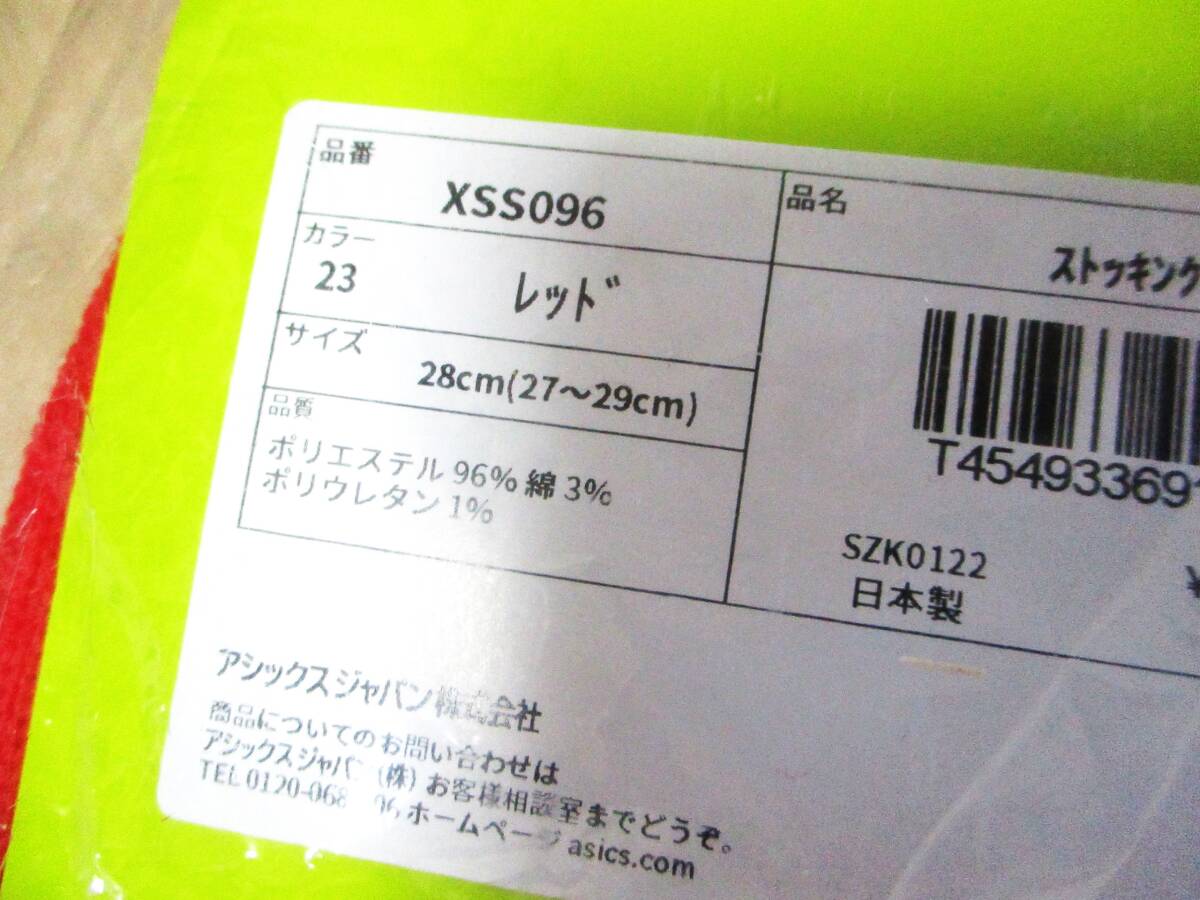 品番
XSS096
品名
ストッキング
カラー
23 レッド
サイズ
28cm(27～29cm)
品質
ポリエステル 96% 綿 3%
ポリウレタン 1%
T454933691
SZK0122
日本製
¥
アシックスジャパン株式会社
商品についてのお問い合わせは
アシックスジャパン(株) お客様相談室までどうぞ。
TEL 0120-068 ホームページ asics.com